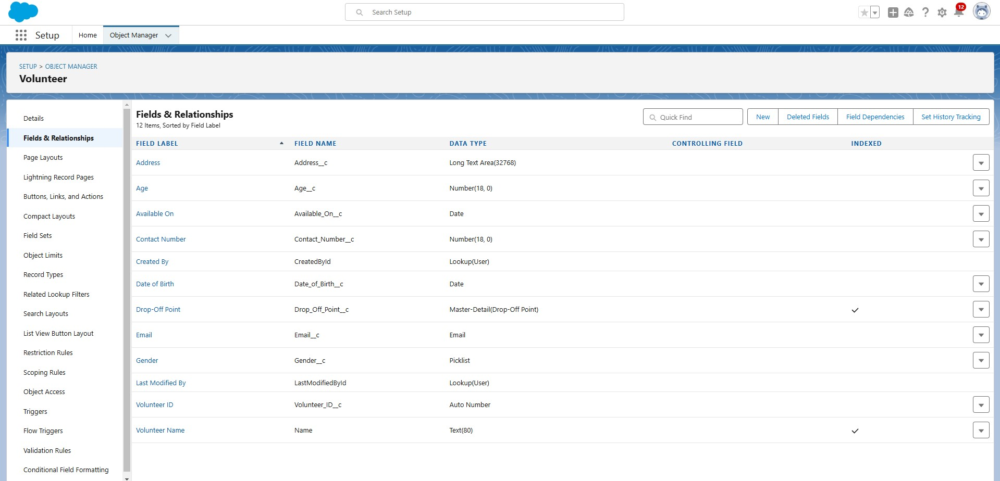 Search Setup
12
Setup
Home
Object Manager
SETUP > OBJECT MANAGER
Volunteer
Details
Fields & Relationships
Page Layouts
Lightning Record Pages
Buttons, Links, and Actions
Compact Layouts
Field Sets
Object Limits
Record Types
Related Lookup Filters
Search Layouts
List View Button Layout
Restriction Rules
Scoping Rules
Object Access
Triggers
Flow Triggers
Validation Rules
Conditional Field Formatting
Fields & Relationships
12 Items, Sorted by Field Label
Quick Find
New
Deleted Fields
Field Dependencies
Set History Tracking
FIELD LABEL FIELD NAME DATA TYPE CONTROLLING FIELD INDEXED
Address Address__c Long Text Area(32768)
Age Age__c Number(18, 0)
Available On Available_On__c Date
Contact Number Contact_Number__c Number(18, 0)
Created By CreatedById Lookup(User)
Date of Birth Date_of_Birth__c Date
Drop-Off Point Drop_Off_Point__c Master-Detail(Drop-Off Point)
Email Email__c Email
Gender Gender__c Picklist
Last Modified By LastModifiedById Lookup(User)
Volunteer ID Volunteer_ID__c Auto Number
Volunteer Name Name Text(80)